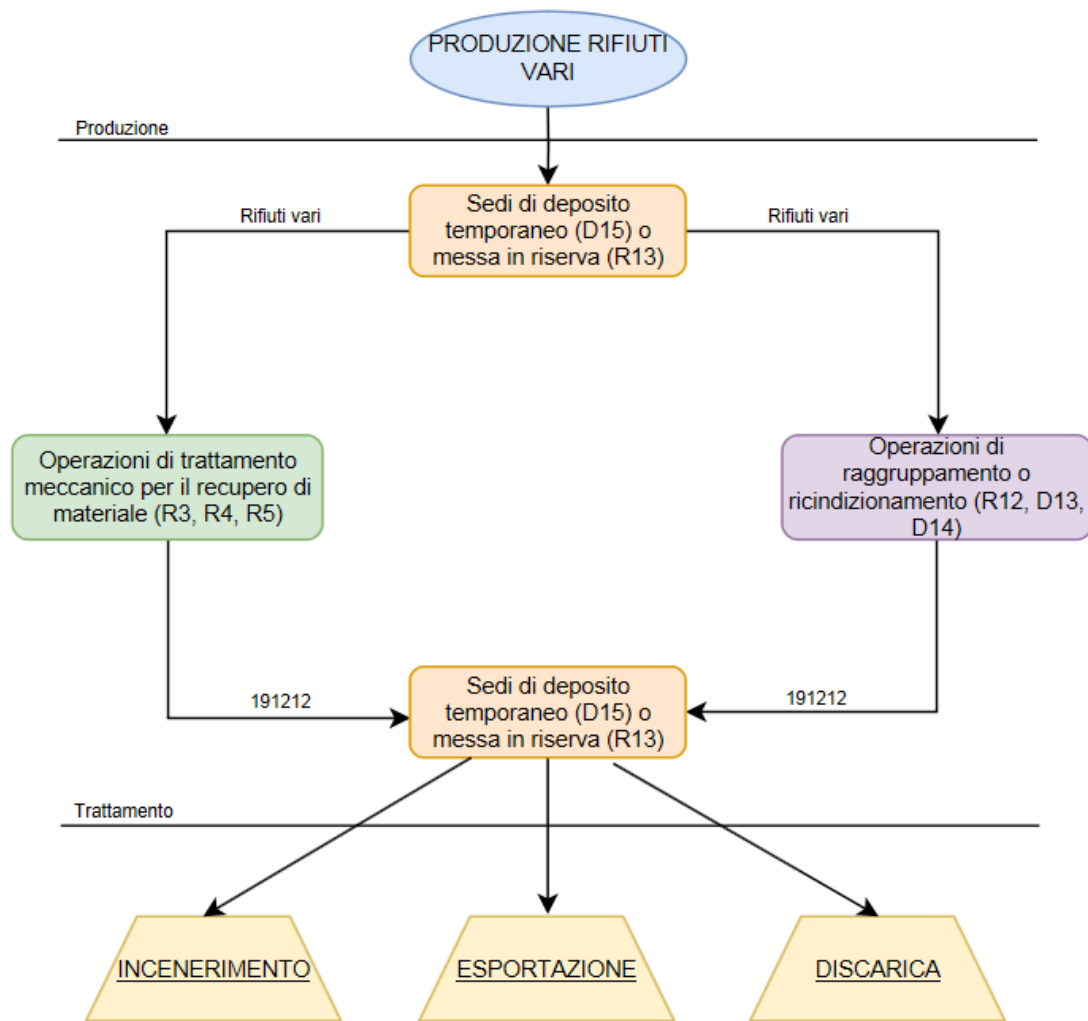 PRODUZIONE RIFIUTI
VARI
Produzione
Sedi di deposito
temporaneo (D15) o
messa in riserva (R13)
Rifiuti vari
Rifiuti vari
Operazioni di trattamento
meccanico per il recupero di
materiale (R3, R4, R5)
Operazioni di
raggruppamento o
ricindizionamento (R12, D13,
D14)
Sedi di deposito
temporaneo (D15) o
messa in riserva (R13)
191212
191212
Trattamento
INCENERIMENTO
ESPORTAZIONE
DISCARICA